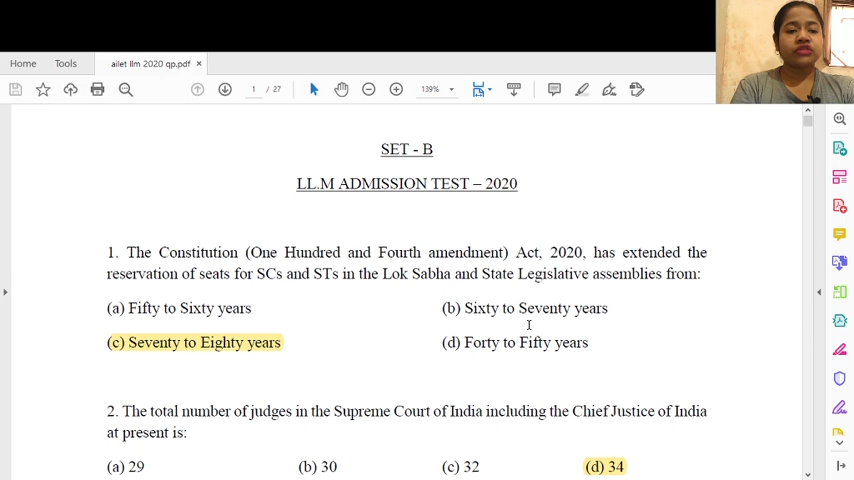 Home Tools ailet llm 2020 qp.pdf ×
1 / 27 139%
SET - B
LL.M ADMISSION TEST – 2020
1. The Constitution (One Hundred and Fourth amendment) Act, 2020, has extended the
reservation of seats for SCs and STs in the Lok Sabha and State Legislative assemblies from:
(a) Fifty to Sixty years (b) Sixty to Seventy years
(c) Seventy to Eighty years (d) Forty to Fifty years
2. The total number of judges in the Supreme Court of India including the Chief Justice of India
at present is:
(a) 29 (b) 30 (c) 32 (d) 34